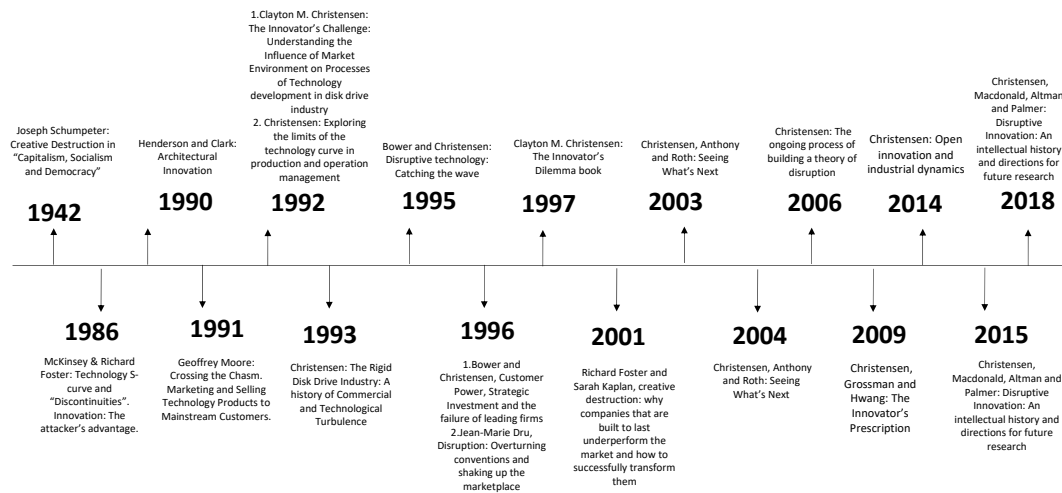 Joseph Schumpeter:
Creative Destruction in
“Capitalism, Socialism
and Democracy”
1942
Henderson and Clark:
Architectural
Innovation
1990
1.Clayton M. Christensen:
The Innovator’s Challenge:
Understanding the
Influence of Market
Environment on Processes
of Technology
development in disk drive
industry
2. Christensen: Exploring
the limits of the
technology curve in
production and operation
management
1992
Bower and Christensen:
Disruptive technology:
Catching the wave
1995
Clayton M. Christensen:
The Innovator’s
Dilemma book
1997
Christensen, Anthony
and Roth: Seeing
What’s Next
2003
Christensen: The
ongoing process of
building a theory of
disruption
2006
Christensen: Open
innovation and
industrial dynamics
2014
Christensen,
Macdonald, Altman
and Palmer:
Disruptive
Innovation: An
intellectual history
and directions for
future research
2018
1986
McKinsey & Richard
Foster: Technology S-
curve and
“Discontinuities”.
Innovation: The
attacker’s advantage.
1991
Geoffrey Moore:
Crossing the Chasm.
Marketing and Selling
Technology Products to
Mainstream Customers.
1993
Christensen: The Rigid
Disk Drive Industry: A
history of Commercial
and Technological
Turbulence
1996
1.Bower and
Christensen, Customer
Power, Strategic
Investment and the
failure of leading firms
2.Jean-Marie Dru,
Disruption: Overturning
conventions and
shaking up the
marketplace
2001
Richard Foster and
Sarah Kaplan, creative
destruction: why
companies that are
built to last
underperform the
market and how to
successfully transform
them
2004
Christensen, Anthony
and Roth: Seeing
What’s Next
2009
Christensen,
Grossman and
Hwang: The
Innovator’s
Prescription
2015
Christensen,
Macdonald, Altman and
Palmer: Disruptive
Innovation: An
intellectual history and
directions for future
research